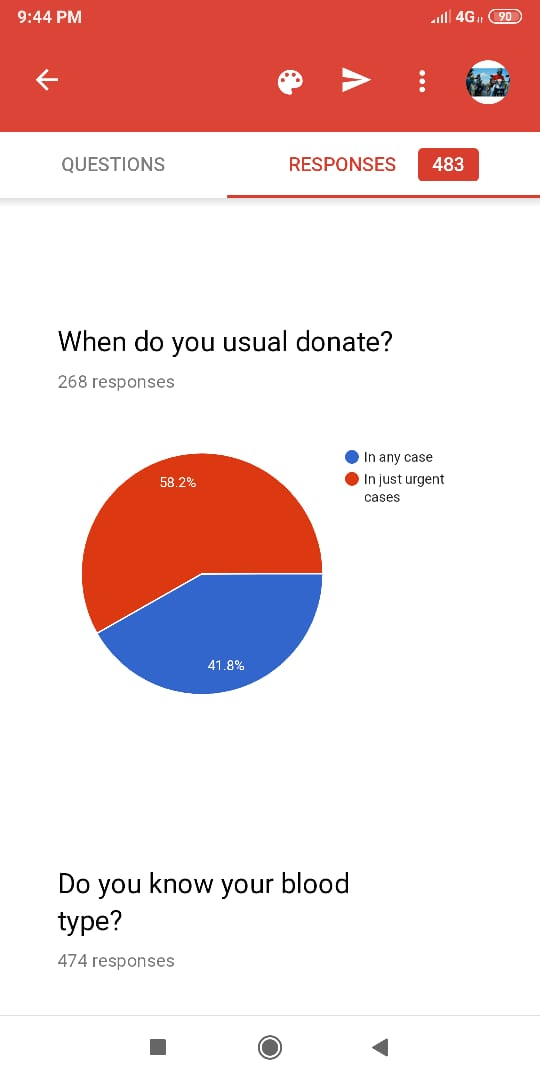 9:44 PM 4G 90
QUESTIONS RESPONSES 483
When do you usual donate?
268 responses
In any case
In just urgent
cases
58.2%
41.8%
Do you know your blood
type?
474 responses